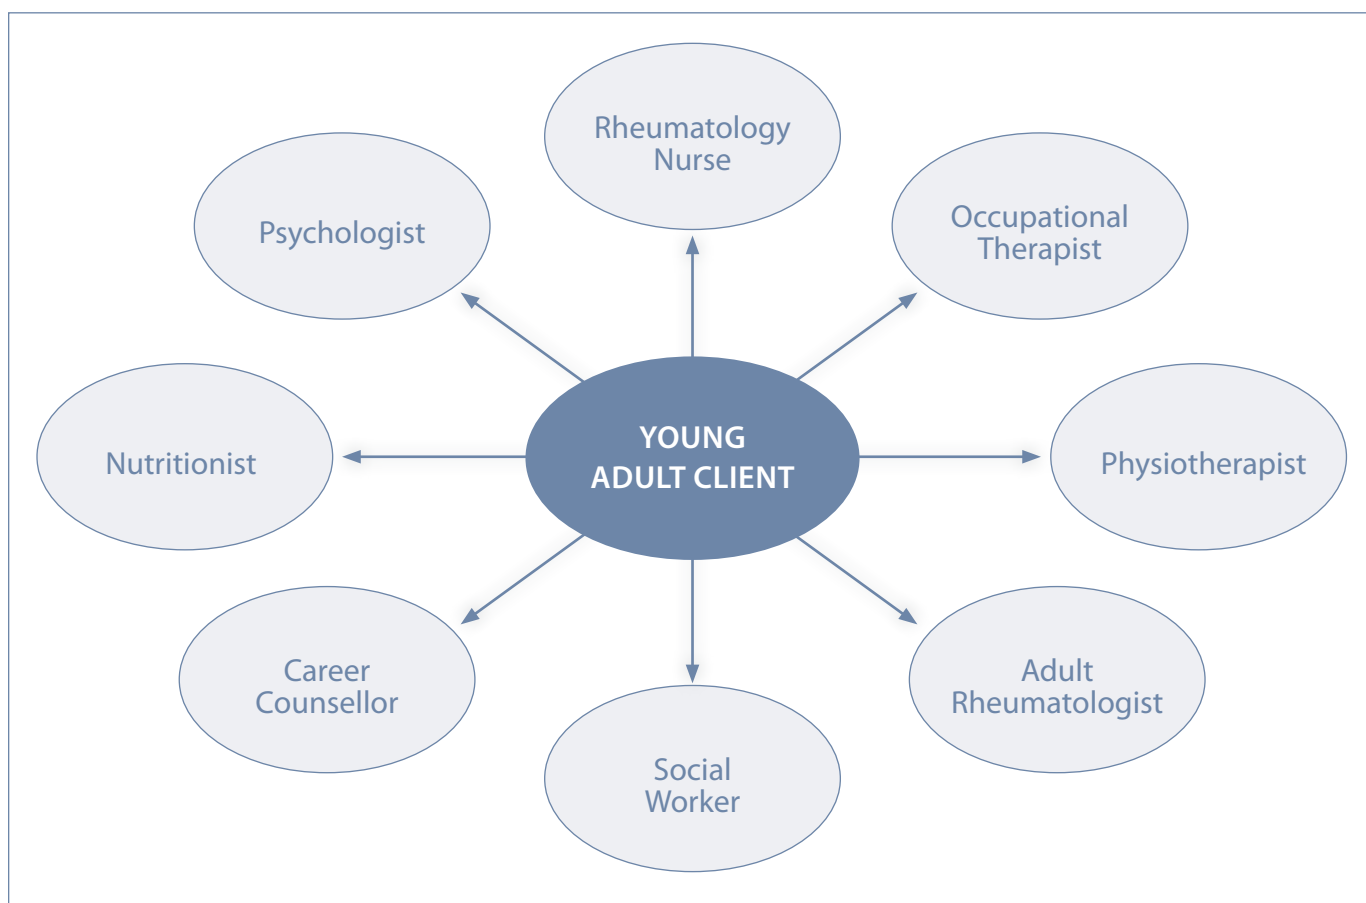 Rheumatology
Nurse
Occupational
Therapist
Psychologist
YOUNG
ADULT CLIENT
Nutritionist
Physiotherapist
Career
Counsellor
Adult
Rheumatologist
Social
Worker